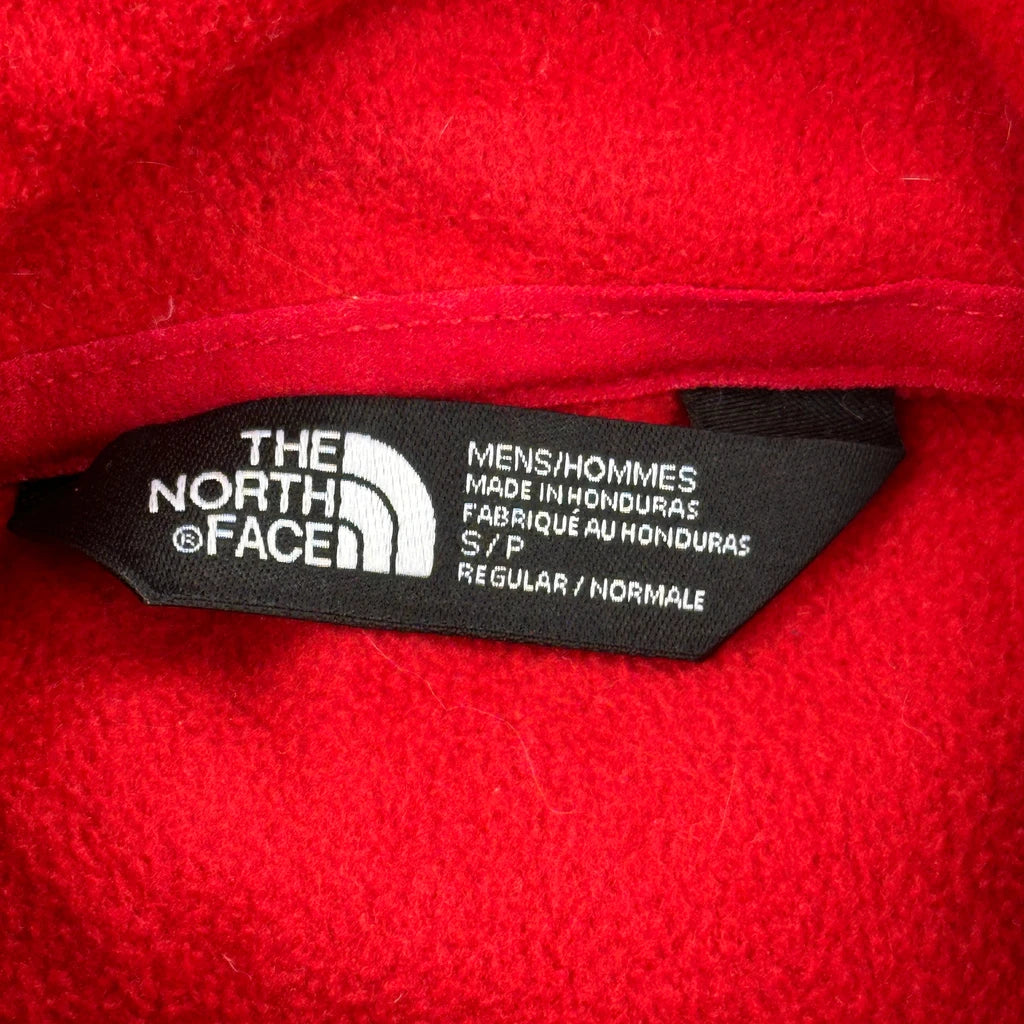 THE
NORTH
®FACE
MENS/HOMMES
MADE IN HONDURAS
FABRIQUÉ AU HONDURAS
S/P
REGULAR / NORMALE